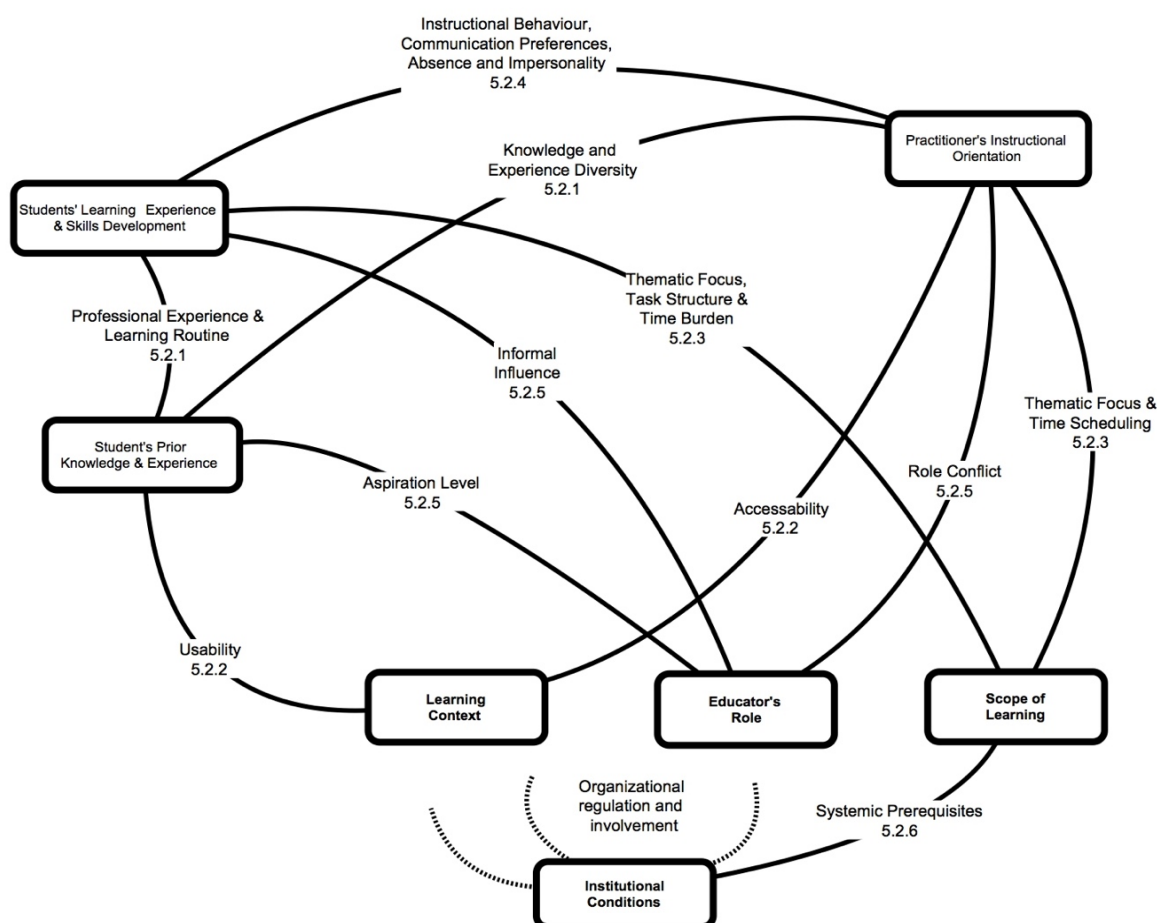 Instructional Behaviour,
Communication Preferences,
Absence and Impersonality
5.2.4
Practitioner's Instructional
Orientation
Knowledge and
Experience Diversity
5.2.1
Students' Learning Experience
& Skills Development
Thematic Focus,
Task Structure &
Time Burden
5.2.3
Professional Experience &
Learning Routine
5.2.1
Informal
Influence
5.2.5
Thematic Focus &
Time Scheduling
5.2.3
Student's Prior
Knowledge & Experience
Aspiration Level
5.2.5
Role Conflict
5.2.5
Accessability
5.2.2
Usability
5.2.2
Learning
Context
Educator's
Role
Scope of
Learning
Organizational
regulation and
involvement
Systemic Prerequisites
5.2.6
Institutional
Conditions